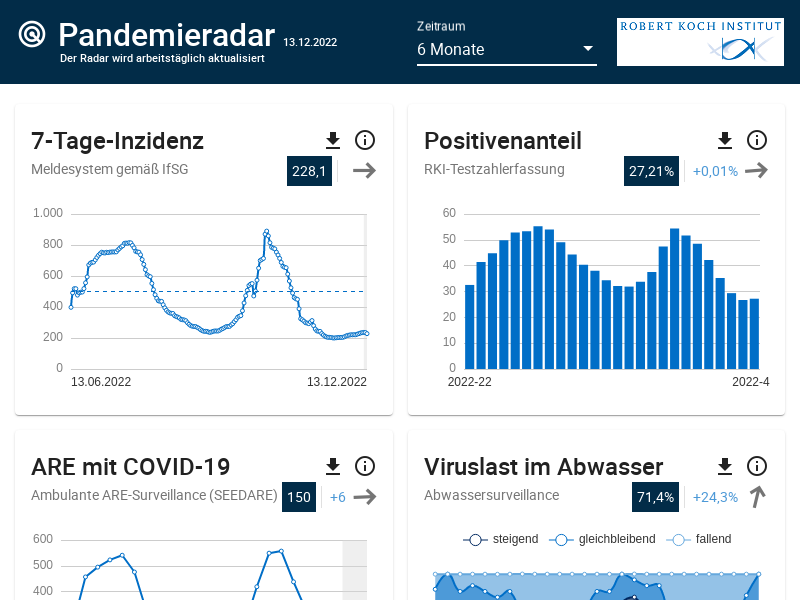 Pandemieradar 13.12.2022
Der Radar wird arbeitstäglich aktualisiert
Zeitraum
6 Monate
ROBERT KOCH INSTITUT
7-Tage-Inzidenz
Meldesystem gemäß IfSG
228,1
1.000
800
600
400
200
0
13.06.2022
13.12.2022
Positivenanteil
RKI-Testzahlerfassung
27,21%
+0,01%
60
50
40
30
20
10
0
2022-22
2022-4
ARE mit COVID-19
Ambulante ARE-Surveillance (SEEDARE)
150
+6
600
500
400
Viruslast im Abwasser
Abwassersurveillance
71,4%
+24,3%
steigend
gleichbleibend
fallend